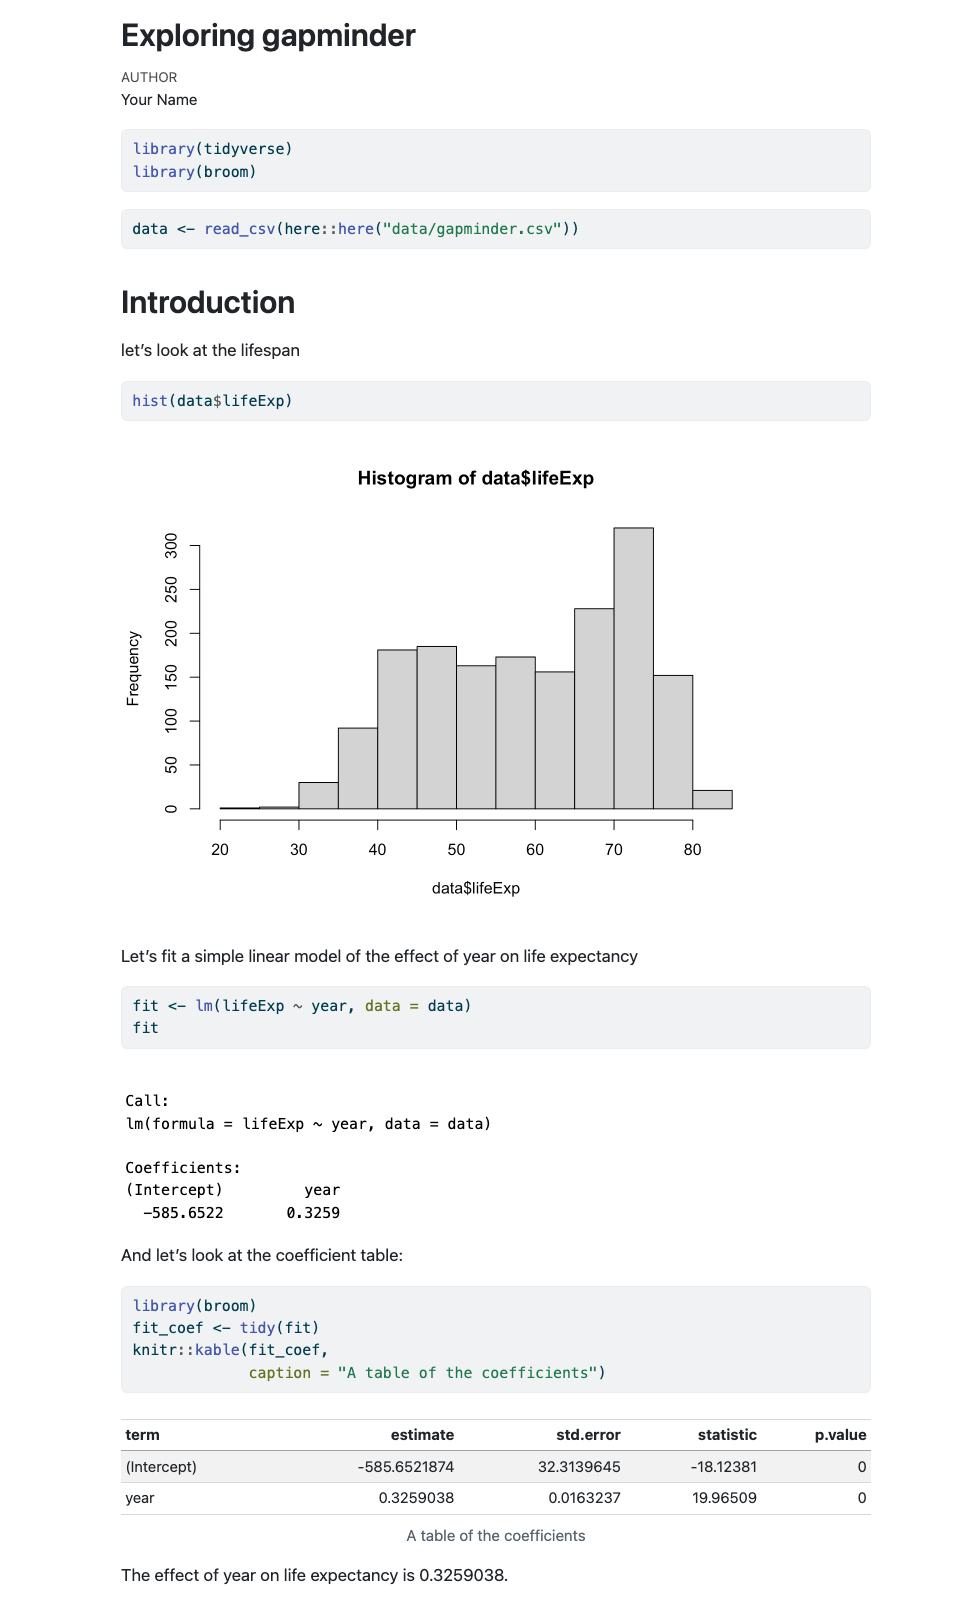 Exploring gapminder
AUTHOR
Your Name
library(tidyverse)
library(broom)
data <- read_csv(here::here("data/gapminder.csv"))
Introduction
let's look at the lifespan
hist(data$lifeExp)
Histogram of data$lifeExp
Frequency
300
250
200
150
100
50
0
20 30 40 50 60 70 80
data$lifeExp
Let's fit a simple linear model of the effect of year on life expectancy
fit <- lm(lifeExp ~ year, data = data)
fit
Call:
lm(formula = lifeExp ~ year, data = data)
Coefficients:
(Intercept) year
-585.6522 0.3259
And let's look at the coefficient table:
library(broom)
fit_coef <- tidy(fit)
knitr::kable(fit_coef,
caption = "A table of the coefficients")
term estimate std.error statistic p.value
(Intercept) -585.6521874 32.3139645 -18.12381 0
year 0.3259038 0.0163237 19.96509 0
A table of the coefficients
The effect of year on life expectancy is 0.3259038.